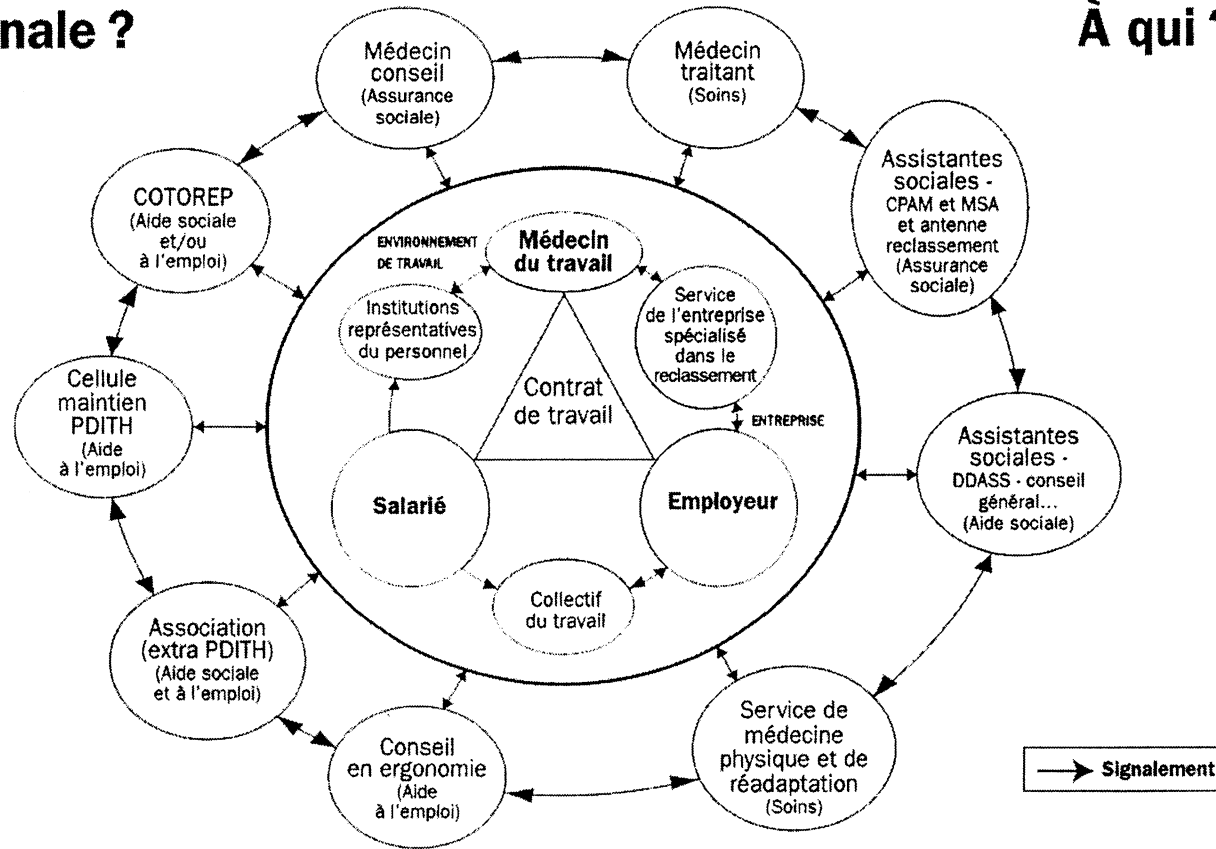 nale ?
À qui ?
Médecin
conseil
(Assurance
sociale)
Médecin
traitant
(Soins)
Assistantes
sociales -
CPAM et MSA
et antenne
reclassement
(Assurance
sociale)
COTOREP
(Aide sociale
et/ou
à l'emploi)
ENVIRONNEMENT
DE TRAVAIL
Médecin
du travail
Institutions
représentatives
du personnel
Service
de l'entreprise
spécialisé
dans le
reclassement
Contrat
de travail
ENTREPRISE
Cellule
maintien
PDITH
(Aide
à l'emploi)
Assistantes
sociales -
DDASS - conseil
général...
(Aide sociale)
Salarié
Employeur
Collectif
du travail
Association
(extra PDITH)
(Aide sociale
et à l'emploi)
Conseil
en ergonomie
(Aide
à l'emploi)
Service de
médecine
physique et de
réadaptation
(Soins)
Signalement